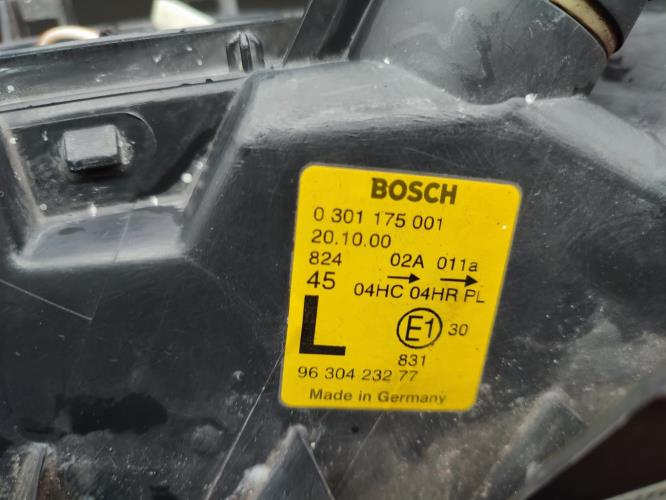 BOSCH
0 301 175 001
20.10.00
824 02A 011a
45 04HC 04HR PL
L E1 30
831
96 304 232 77
Made in Germany